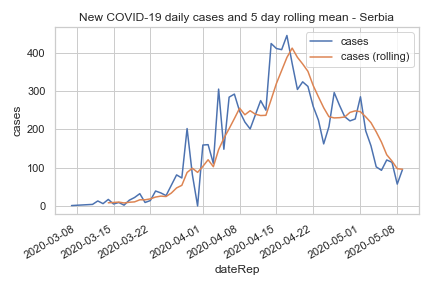 New COVID-19 daily cases and 5 day rolling mean - Serbia
cases
cases (rolling)
cases
400
300
200
100
0
2020-03-08
2020-03-15
2020-03-22
2020-04-01
2020-04-08
2020-04-15
2020-04-22
2020-05-01
2020-05-08
dateRep